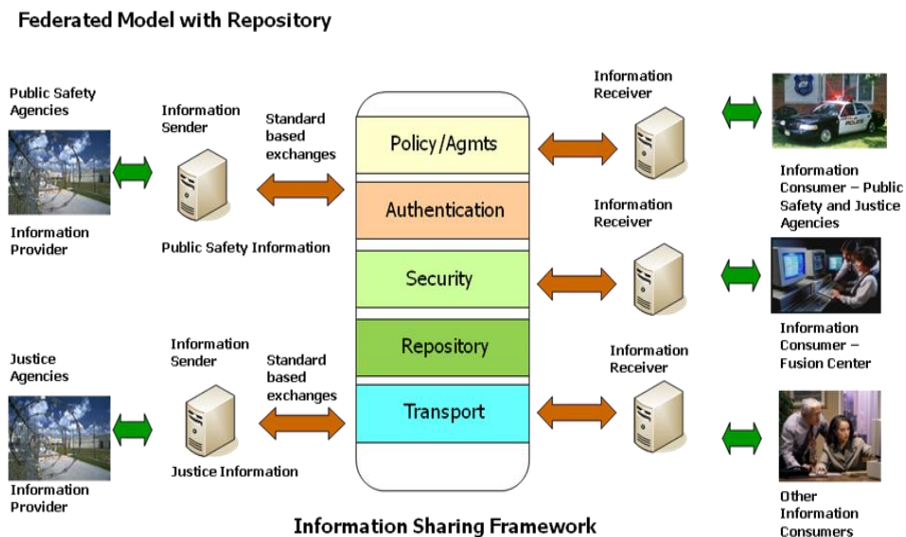 Federated Model with Repository
Public Safety
Agencies
Information
Provider
Information
Sender
Public Safety Information
Standard
based
exchanges
Justice
Agencies
Information
Provider
Information
Sender
Justice Information
Standard
based
exchanges
Policy/Agmts
Authentication
Security
Repository
Transport
Information
Receiver
Information
Receiver
Information
Receiver
POLICE
Information
Consumer – Public
Safety and Justice
Agencies
Information
Consumer –
Fusion Center
Other
Information
Consumers
Information Sharing Framework